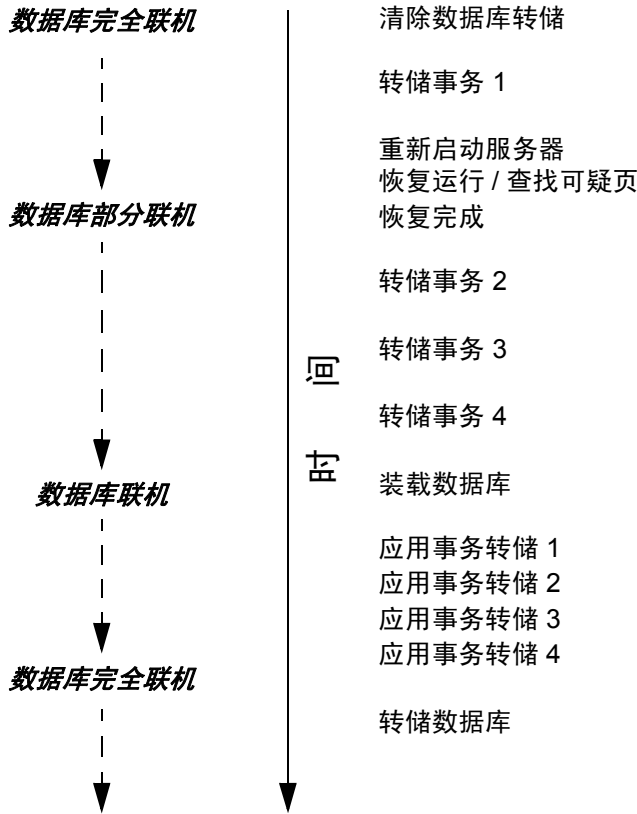 数据库完全联机
清除数据库转储
转储事务 1
重新启动服务器
恢复运行 / 查找可疑页
数据库部分联机
恢复完成
转储事务 2
转储事务 3
时间
转储事务 4
数据库联机
装载数据库
应用事务转储 1
应用事务转储 2
应用事务转储 3
应用事务转储 4
数据库完全联机
转储数据库